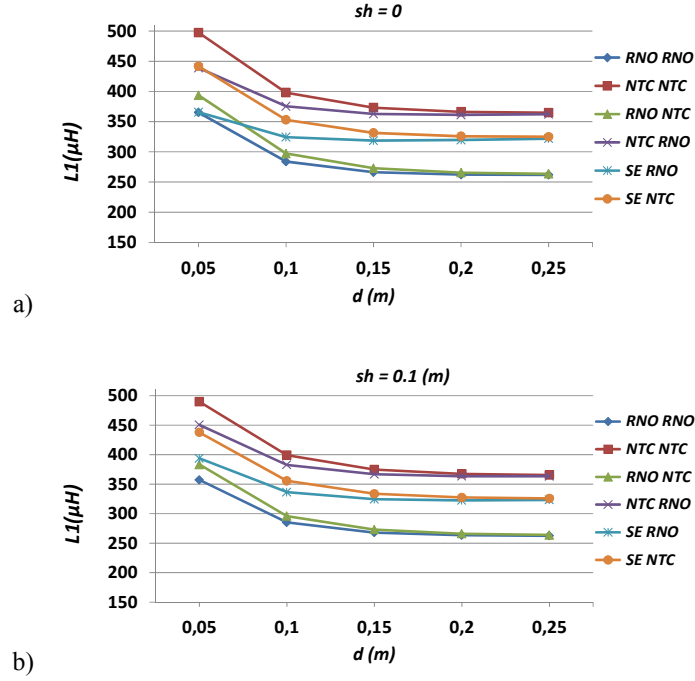 sh = 0
500
450
400
350
300
250
200
150
L1(μH)
0,05 0,1 0,15 0,2 0,25
d (m)
RNO RNO
NTC NTC
RNO NTC
NTC RNO
SE RNO
SE NTC
a)
sh = 0.1 (m)
500
450
400
350
300
250
200
150
L1(μH)
0,05 0,1 0,15 0,2 0,25
d (m)
RNO RNO
NTC NTC
RNO NTC
NTC RNO
SE RNO
SE NTC
b)